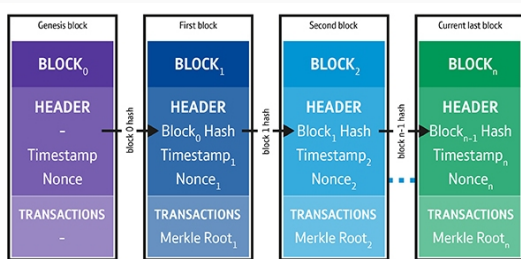 Genesis block
BLOCK₀
HEADER
-
Timestamp
Nonce
TRANSACTIONS
-
block 0 hash
First block
BLOCK₁
HEADER
Block₀ Hash
Timestamp₁
Nonce₁
TRANSACTIONS
Merkle Root₁
block 1 hash
Second block
BLOCK₂
HEADER
Block₁ Hash
Timestamp₂
Nonce₂
TRANSACTIONS
Merkle Root₂
block n-1 hash
Current last block
BLOCKₙ
HEADER
Blockₙ₋₁ Hash
Timestampₙ
Nonceₙ
TRANSACTIONS
Merkle Rootₙ